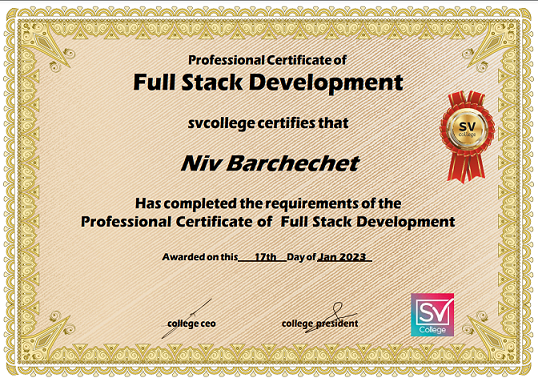 Professional Certificate of
Full Stack Development
svcollege certifies that
Niv Barchechet
SV
college
Has completed the requirements of the
Professional Certificate of Full Stack Development
Awarded on this 17th Day of Jan 2023
college ceo
college president
SV
College